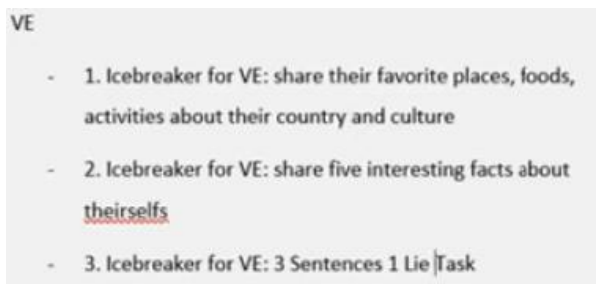 VE
- 1. Icebreaker for VE: share their favorite places, foods,
activities about their country and culture
- 2. Icebreaker for VE: share five interesting facts about
theirselfs
- 3. Icebreaker for VE: 3 Sentences 1 Lie Task